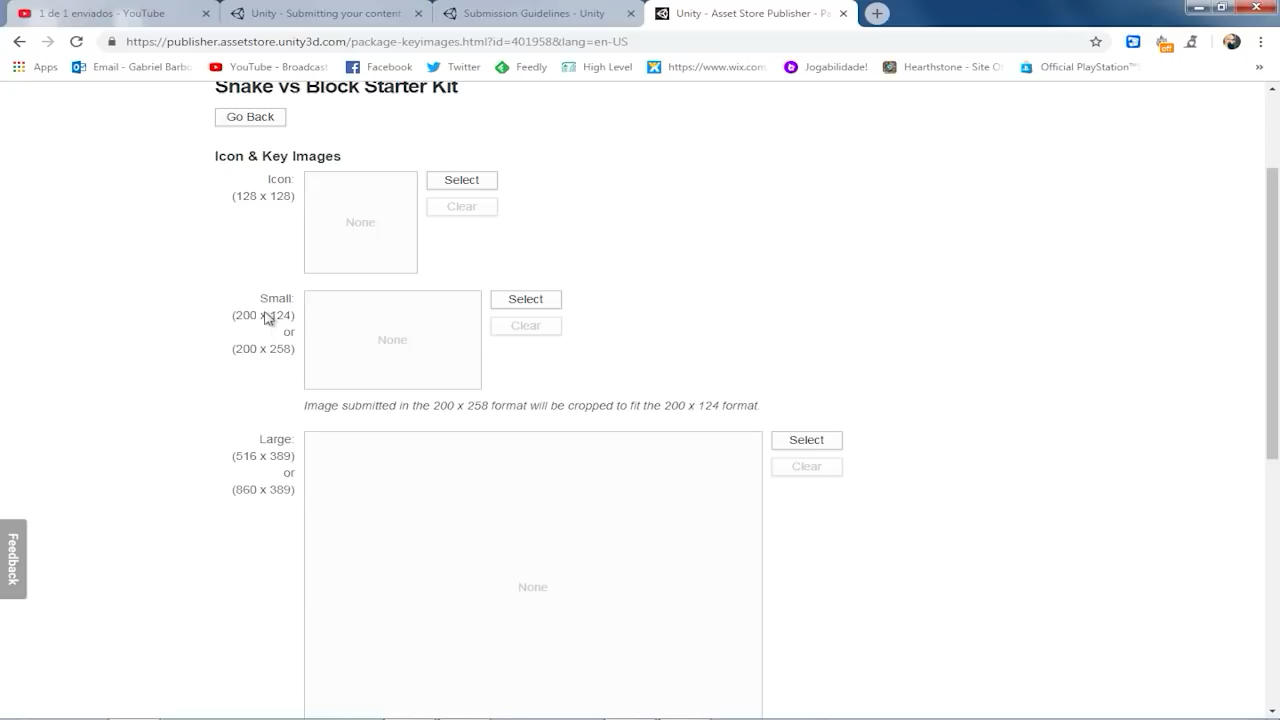 1 de 1 enviados - YouTube
Unity - Submitting your content
Submission Guidelines - Unity
Unity - Asset Store Publisher - Pa
https://publisher.assetstore.unity3d.com/package-keyimages.html?id=401958&lang=en-US
off
Apps
Email - Gabriel Barbo
YouTube - Broadcast
Facebook
Twitter
Feedly
High Level
https://www.wix.com
Jogabilidade!
Hearthstone - Site O
Official PlayStation™
»
Snake vs Block Starter Kit
Go Back
Icon & Key Images
Icon:
(128 x 128)
None
Select
Clear
Small:
(200 x 124)
or
(200 x 258)
None
Select
Clear
Image submitted in the 200 x 258 format will be cropped to fit the 200 x 124 format.
Large:
(516 x 389)
or
(860 x 389)
None
Select
Clear
Feedback